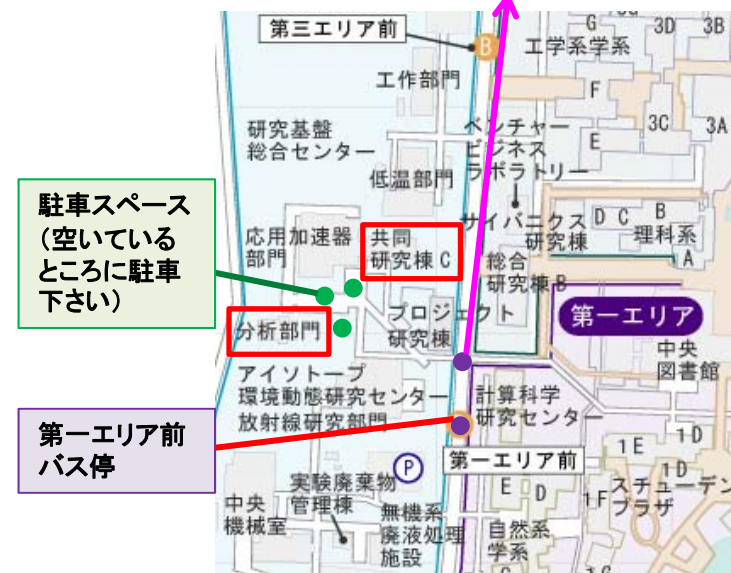 第三エリア前
B
工学系学系
G
3D
3B
F
3C
3A
E
工作部門
研究基盤
総合センター
ベンチャー
ビジネス
ラボラトリー
低温部門
駐車スペース
（空いている
ところに駐車
下さい）
応用加速器
部門
共同
研究棟 C
サイバニクス
研究棟
D C B
理科系
A
総合
研究棟B
プロジェクト
研究棟
第一エリア
分析部門
中央
図書館
アイソトープ
環境動態研究センター
放射線研究部門
計算科学
研究センター
第一エリア前
バス停
第一エリア前
P
1E
1D
1D
E
D
1F
スチューデン
プラザ
実験廃棄物
管理棟
中央
機械室
無機系
廃液処理
施設
自然系
学系